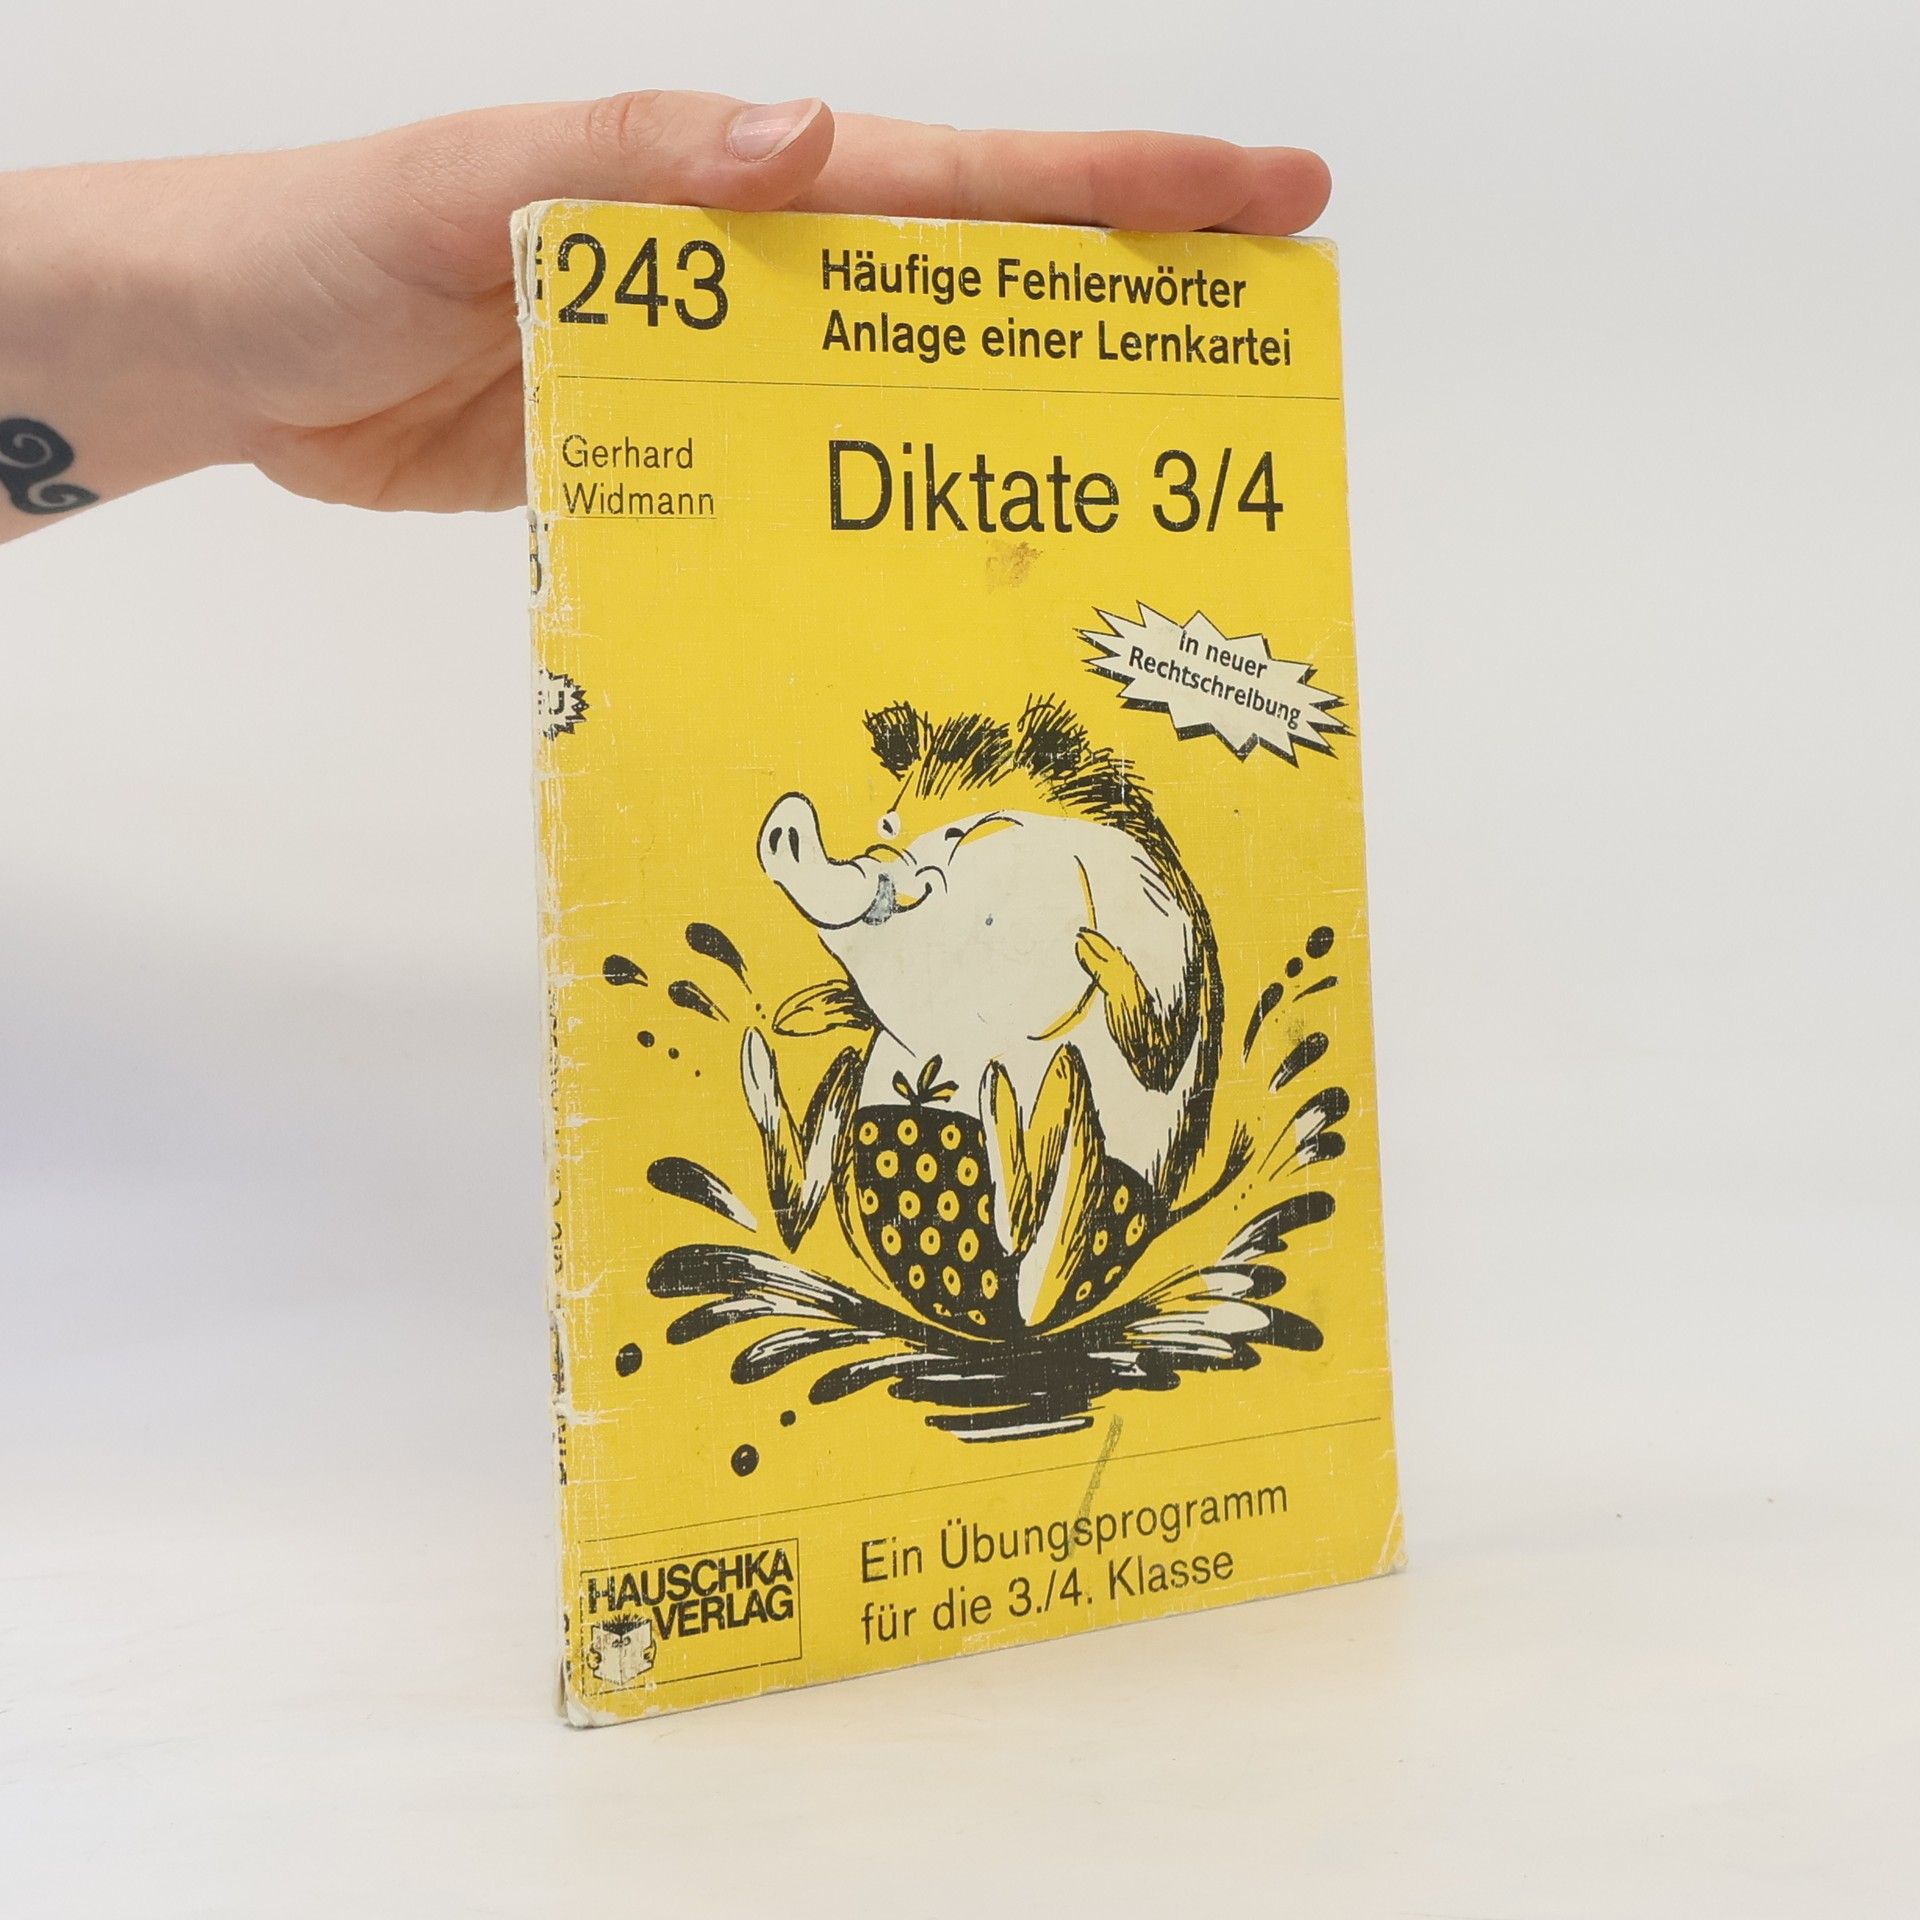 243
Häufige Fehlerwörter
Anlage einer Lernkartei
Gerhard
Widmann
Diktate 3/4
In neuer
Rechtschreibung
HAUSCHKA
VERLAG
Ein Übungsprogramm
für die 3./4. Klasse